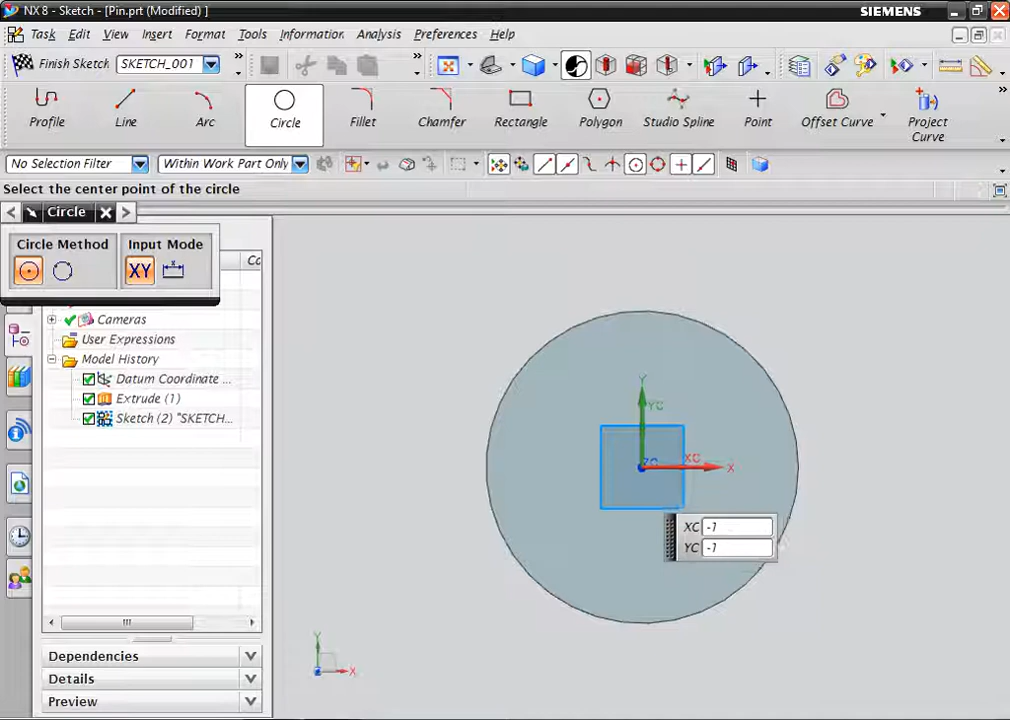 NX 8 - Sketch - [Pin.prt (Modified) ]
SIEMENS
Task Edit View Insert Format Tools Information Analysis Preferences Help
Finish Sketch SKETCH_001
Profile Line Arc Circle Fillet Chamfer Rectangle Polygon Studio Spline Point Offset Curve Project Curve
No Selection Filter Within Work Part Only
Select the center point of the circle
Circle
Circle Method Input Mode
XY
Cc
Cameras
User Expressions
Model History
Datum Coordinate ...
Extrude (1)
Sketch (2) "SKETCH...
Y
YC
ZC XC X
XC -1
YC -1
Y
X
Dependencies
Details
Preview